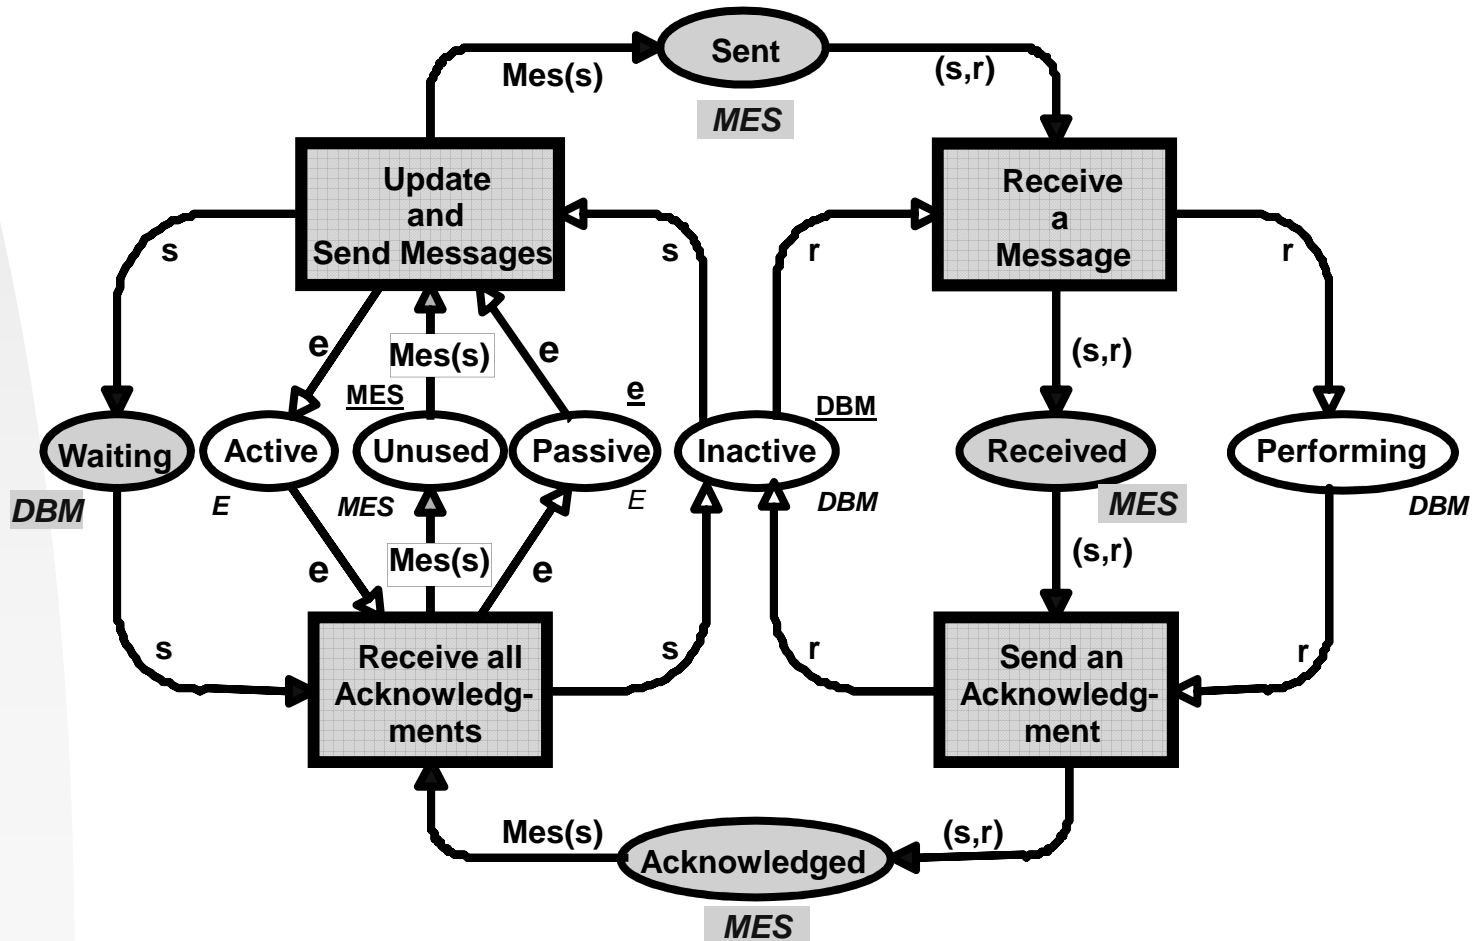 Sent
Mes(s)
(s,r)
MES
Update
and
Send Messages
Receive
a
Message
s
s
r
r
e
Mes(s)
e
(s,r)
MES
e
DBM
Waiting
Active
Unused
Passive
Inactive
Received
Performing
DBM
E
MES
E
DBM
MES
DBM
e
Mes(s)
e
(s,r)
s
s
r
r
Receive all
Acknowledg-
ments
Send an
Acknowledg-
ment
Mes(s)
(s,r)
Acknowledged
MES